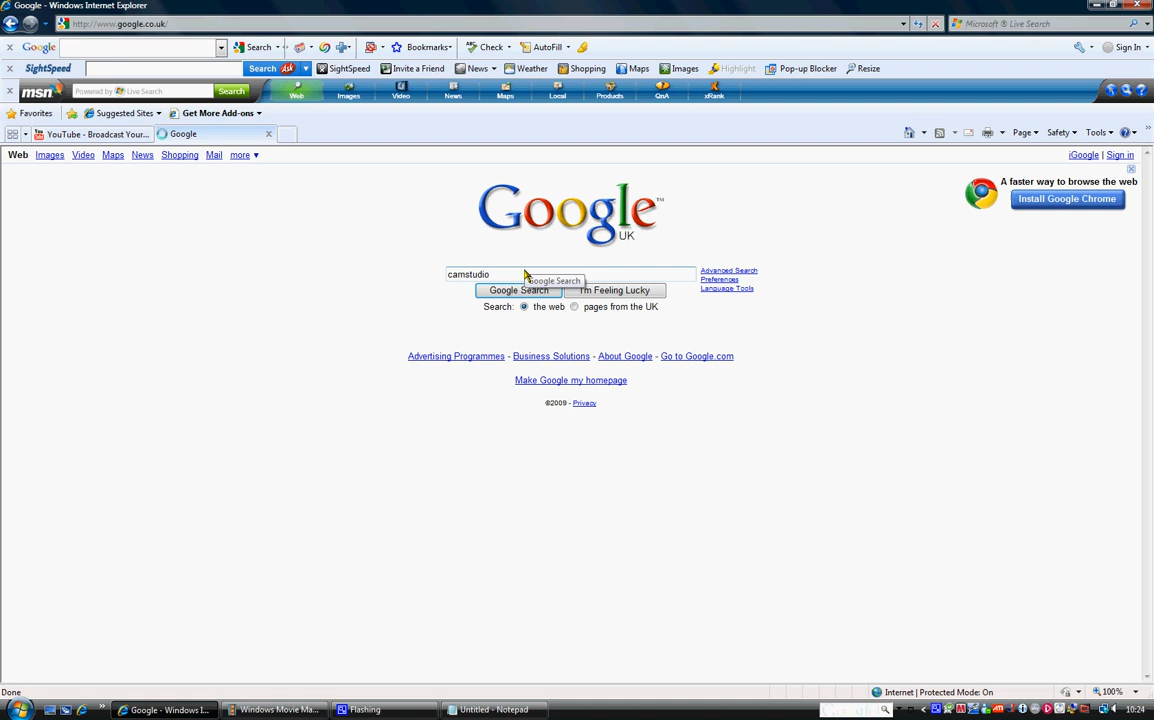 Google - Windows Internet Explorer
http://www.google.co.uk/
Microsoft® Live Search
Google Search Bookmarks Check AutoFill Sign In
SightSpeed Search Ask SightSpeed Invite a Friend News Weather Shopping Maps Images Highlight Pop-up Blocker Resize
msn Powered by Live Search Search Web Images Video News Maps Local Products QnA xRank
Favorites Suggested Sites Get More Add-ons
YouTube - Broadcast Your... Google Page Safety Tools
Web Images Video Maps News Shopping Mail more iGoogle | Sign in
A faster way to browse the web
Install Google Chrome
Google™
UK
camstudio
Google Search
Advanced Search
Preferences
Language Tools
Google Search I'm Feeling Lucky
Search: the web pages from the UK
Advertising Programmes - Business Solutions - About Google - Go to Google.com
Make Google my homepage
©2009 - Privacy
Done Internet | Protected Mode: On 100%
Google - Windows I... Windows Movie Ma... Flashing Untitled - Notepad 10:24